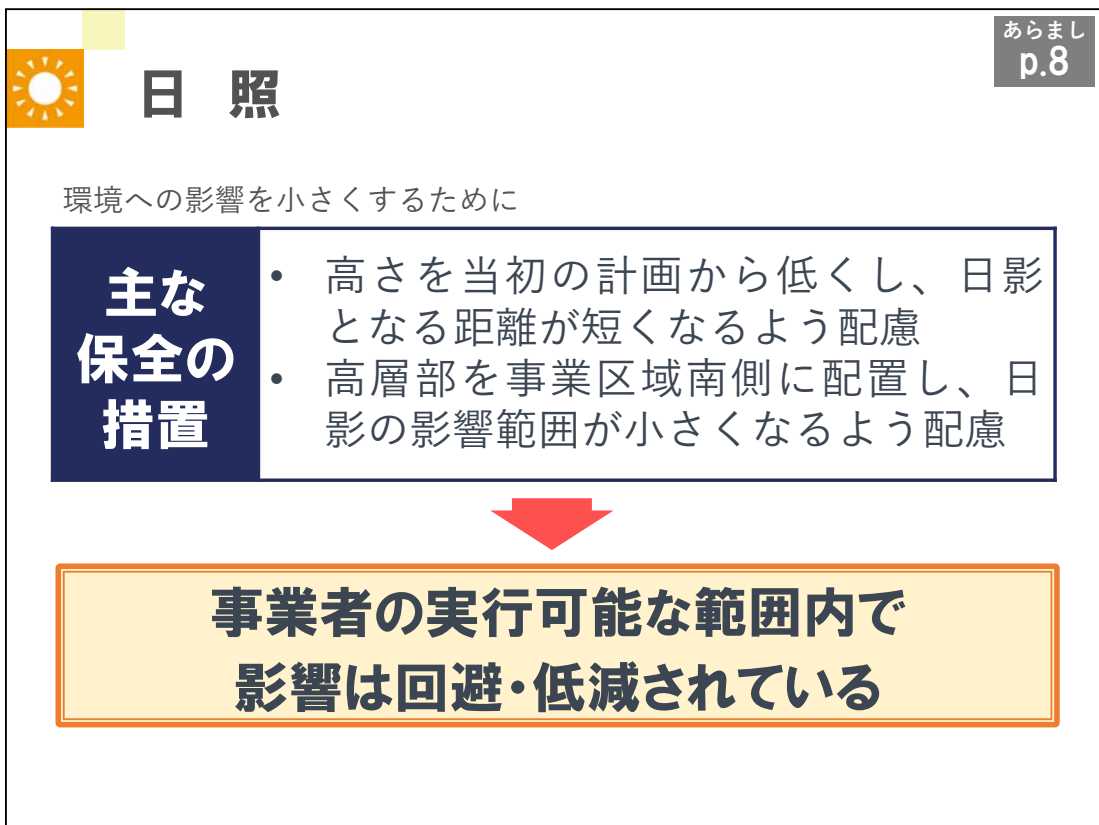 あらまし
p.8
日 照
環境への影響を小さくするために
主な
保全の
措置
• 高さを当初の計画から低くし、日影
となる距離が短くなるよう配慮
• 高層部を事業区域南側に配置し、日
影の影響範囲が小さくなるよう配慮
事業者の実行可能な範囲内で
影響は回避・低減されている